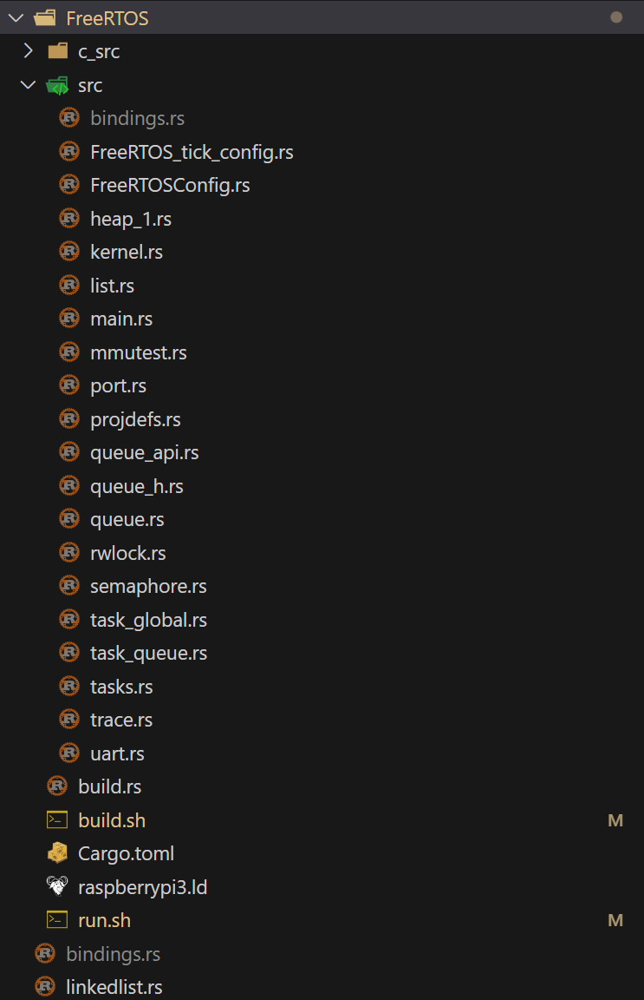 FreeRTOS
c_src
src
bindings.rs
FreeRTOS_tick_config.rs
FreeRTOSConfig.rs
heap_1.rs
kernel.rs
list.rs
main.rs
mmutest.rs
port.rs
projdefs.rs
queue_api.rs
queue_h.rs
queue.rs
rwlock.rs
semaphore.rs
task_global.rs
task_queue.rs
tasks.rs
trace.rs
uart.rs
build.rs
build.sh M
Cargo.toml
raspberrypi3.ld
run.sh M
bindings.rs
linkedlist.rs